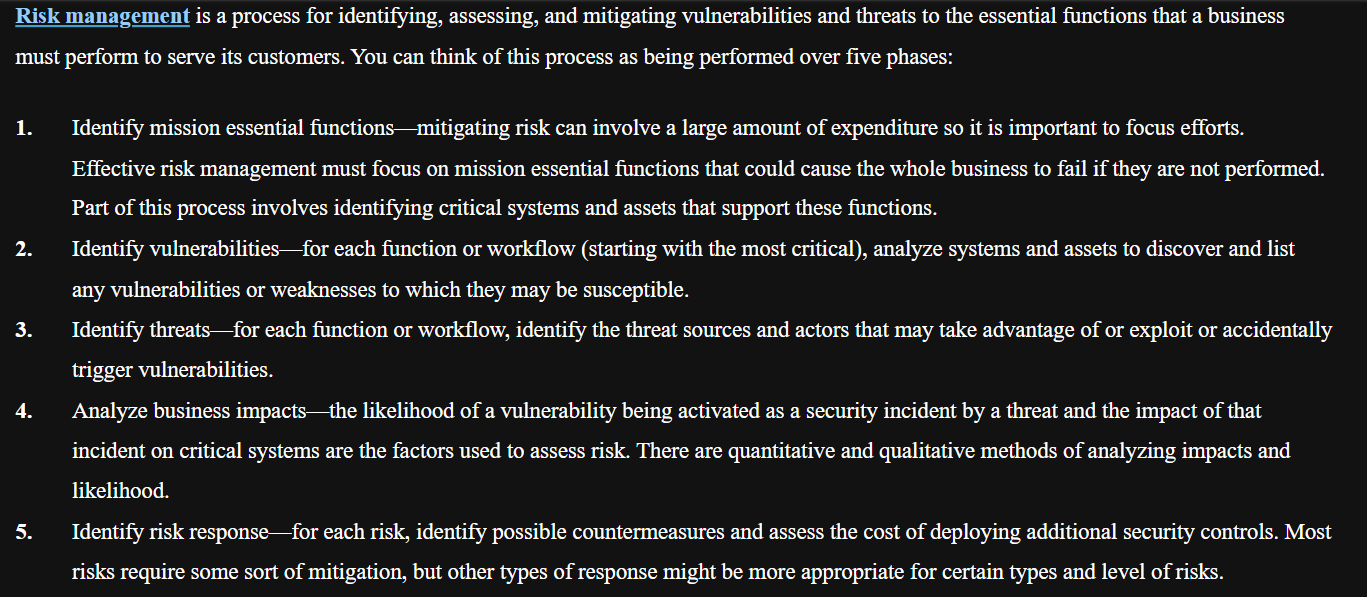 Risk management is a process for identifying, assessing, and mitigating vulnerabilities and threats to the essential functions that a business
must perform to serve its customers. You can think of this process as being performed over five phases:
1. Identify mission essential functions—mitigating risk can involve a large amount of expenditure so it is important to focus efforts.
Effective risk management must focus on mission essential functions that could cause the whole business to fail if they are not performed.
Part of this process involves identifying critical systems and assets that support these functions.
2. Identify vulnerabilities—for each function or workflow (starting with the most critical), analyze systems and assets to discover and list
any vulnerabilities or weaknesses to which they may be susceptible.
3. Identify threats—for each function or workflow, identify the threat sources and actors that may take advantage of or exploit or accidentally
trigger vulnerabilities.
4. Analyze business impacts—the likelihood of a vulnerability being activated as a security incident by a threat and the impact of that
incident on critical systems are the factors used to assess risk. There are quantitative and qualitative methods of analyzing impacts and
likelihood.
5. Identify risk response—for each risk, identify possible countermeasures and assess the cost of deploying additional security controls. Most
risks require some sort of mitigation, but other types of response might be more appropriate for certain types and level of risks.